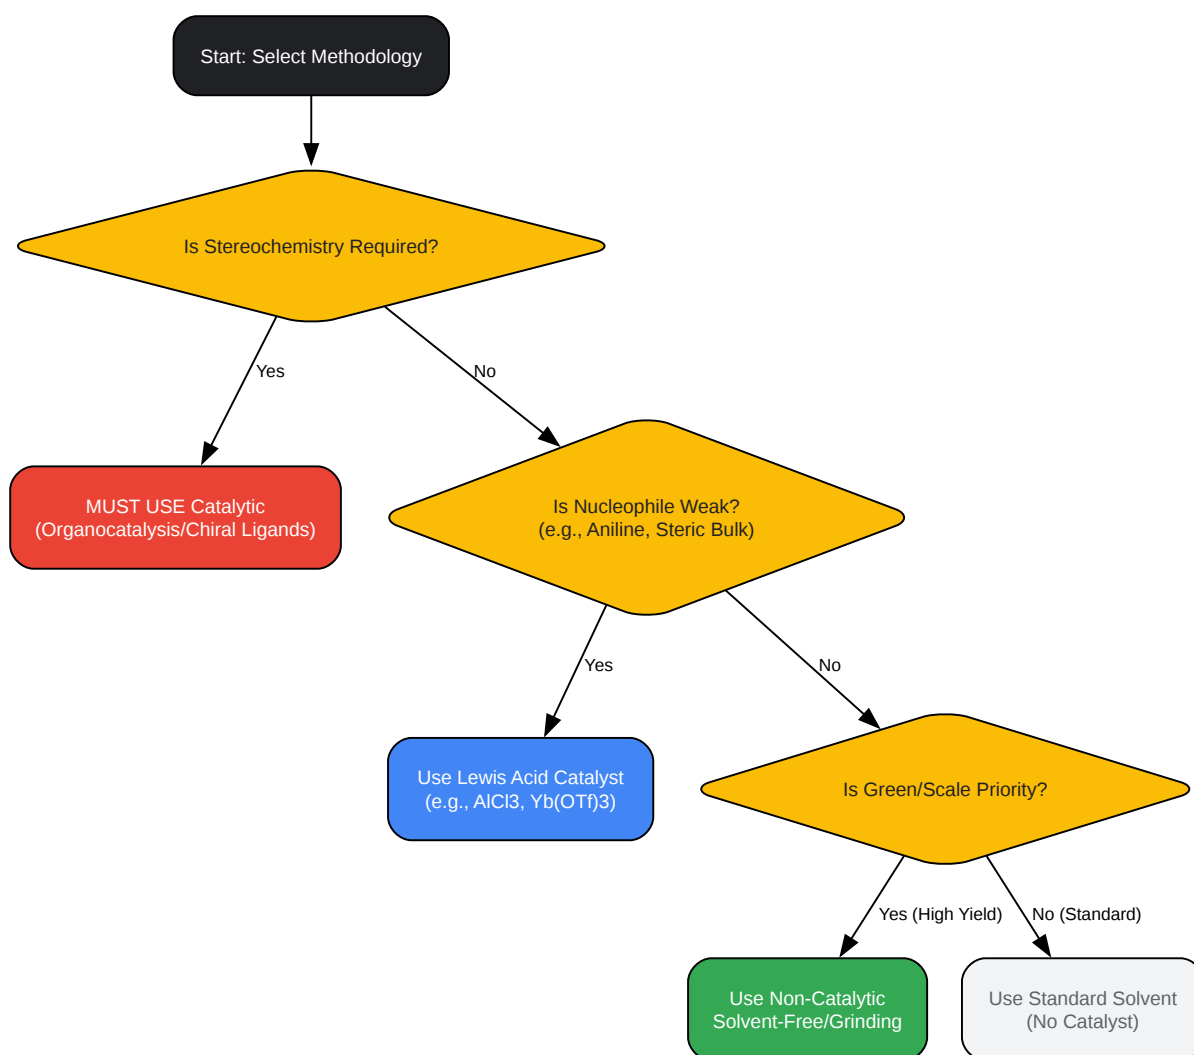 Start: Select Methodology
Is Stereochemistry Required?
Yes
No
MUST USE Catalytic
(Organocatalysis/Chiral Ligands)
Is Nucleophile Weak?
(e.g., Aniline, Steric Bulk)
Yes
No
Use Lewis Acid Catalyst
(e.g., AlCl3, Yb(OTf)3)
Is Green/Scale Priority?
Yes (High Yield)
No (Standard)
Use Non-Catalytic
Solvent-Free/Grinding
Use Standard Solvent
(No Catalyst)